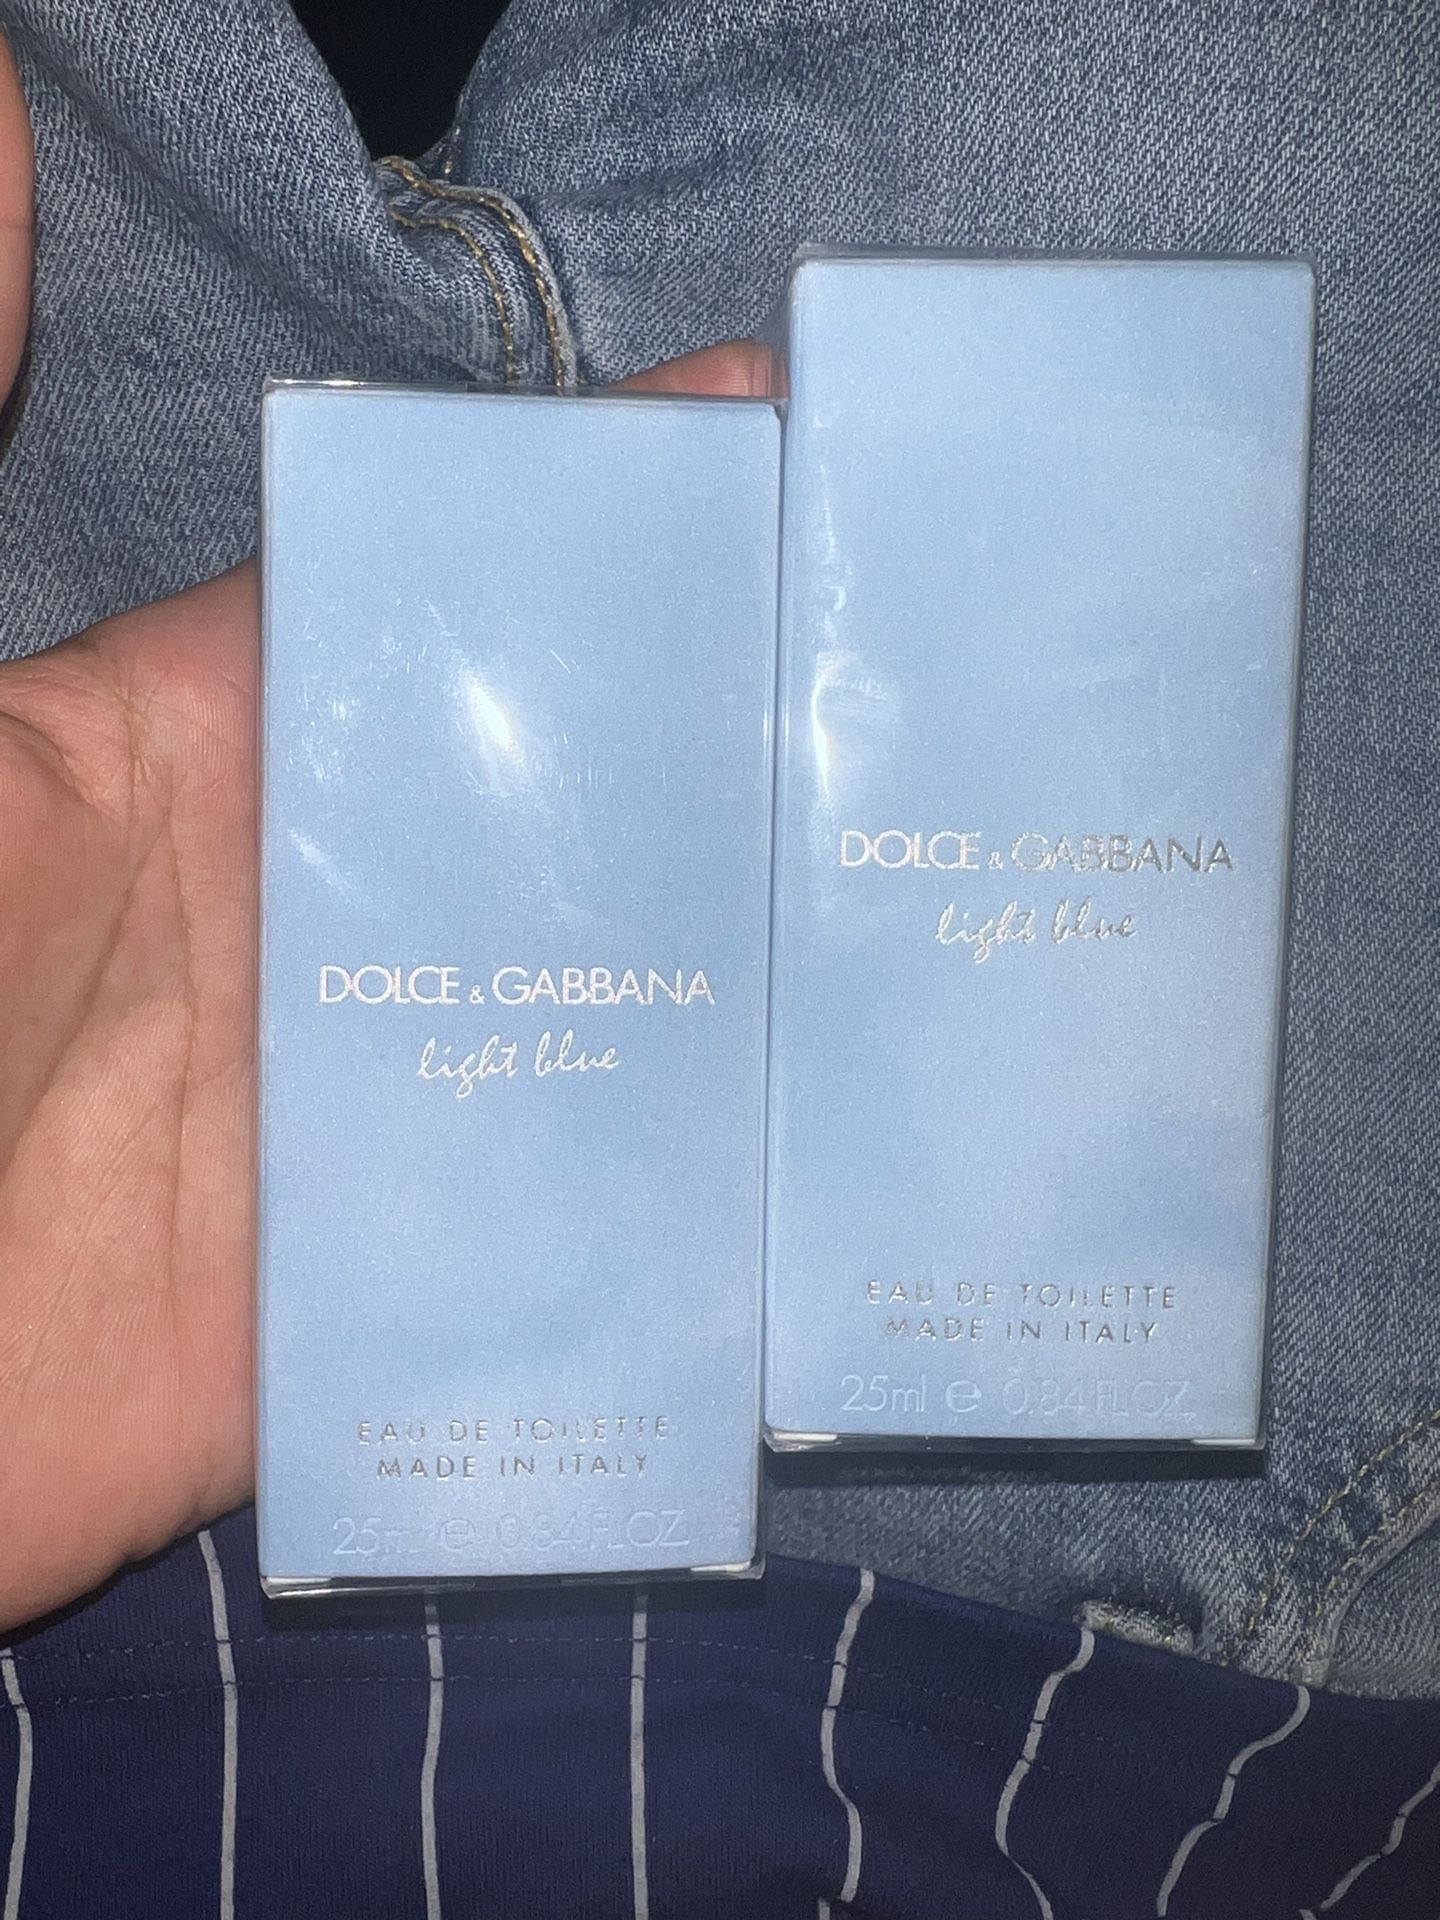 DOLCE & GABBANA
light blue
EAU DE TOILETTE
MADE IN ITALY
25ml e 0.84 FL OZ
DOLCE & GABBANA
light blue
EAU DE TOILETTE
MADE IN ITALY
25ml e 0.84 FL OZ